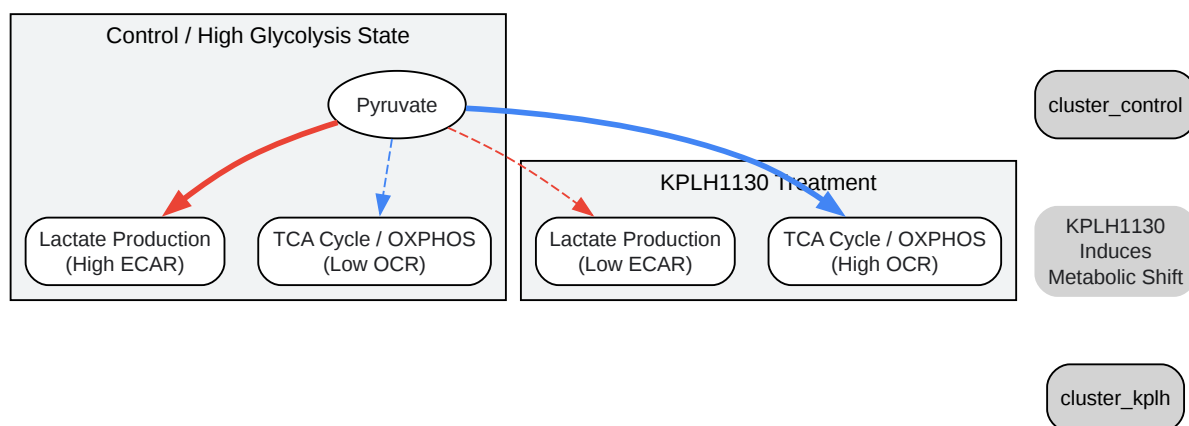 Control / High Glycolysis State
Pyruvate
Lactate Production
(High ECAR)
TCA Cycle / OXPHOS
(Low OCR)
KPLH1130 Treatment
Lactate Production
(Low ECAR)
TCA Cycle / OXPHOS
(High OCR)
cluster_control
KPLH1130
Induces
Metabolic Shift
cluster_kplh